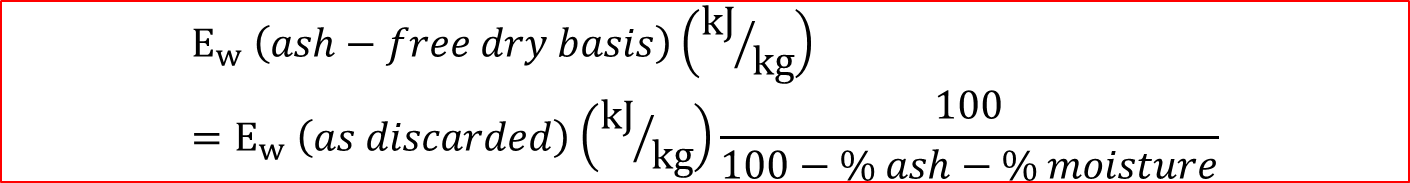 E_w (ash − free dry basis) (kJ/kg)
= E_w (as discarded) (kJ/kg) 100 / (100 − % ash − % moisture)